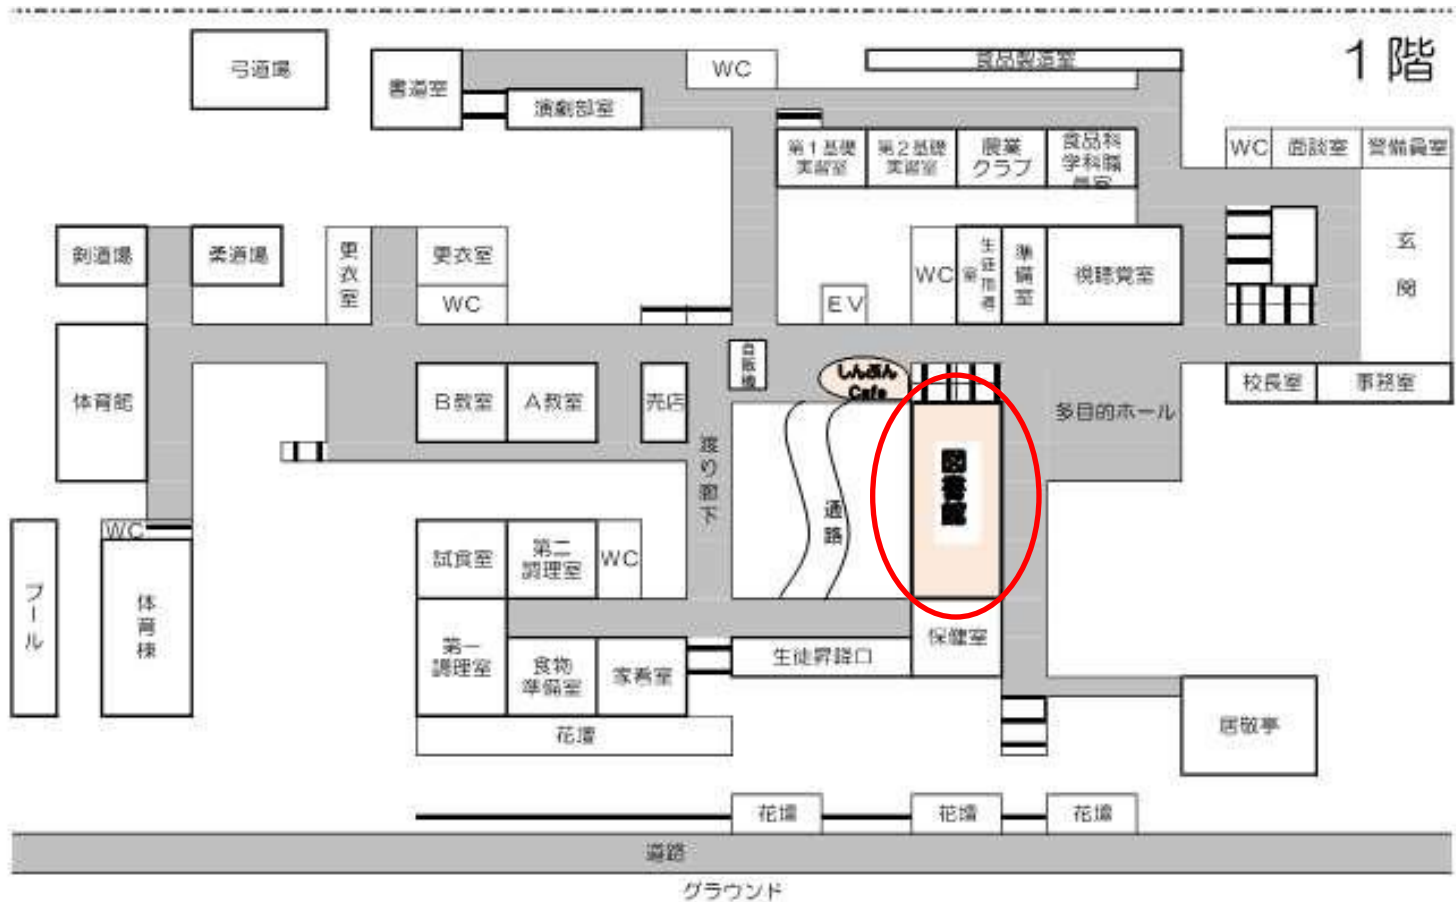 1階
弓道場
書道室
WC
演劇部室
食品製造室
第1基礎
実習室
第2基礎
実習室
農業
クラブ
食品科
学科職
員室
WC
面談室
警備員室
剣道場
柔道場
更衣室
更衣室
WC
EV
WC
生徒指導室
準備室
視聴覚室
玄関
体育館
B教室
A教室
売店
自販機
しんぶん
Cafe
図書館
多目的ホール
校長室
事務室
渡り廊下
通路
プール
WC
体育棟
試食室
第二
調理室
WC
第一
調理室
食物
準備室
家看室
生徒昇降口
保健室
居敬亭
花壇
花壇
花壇
花壇
道路
グラウンド